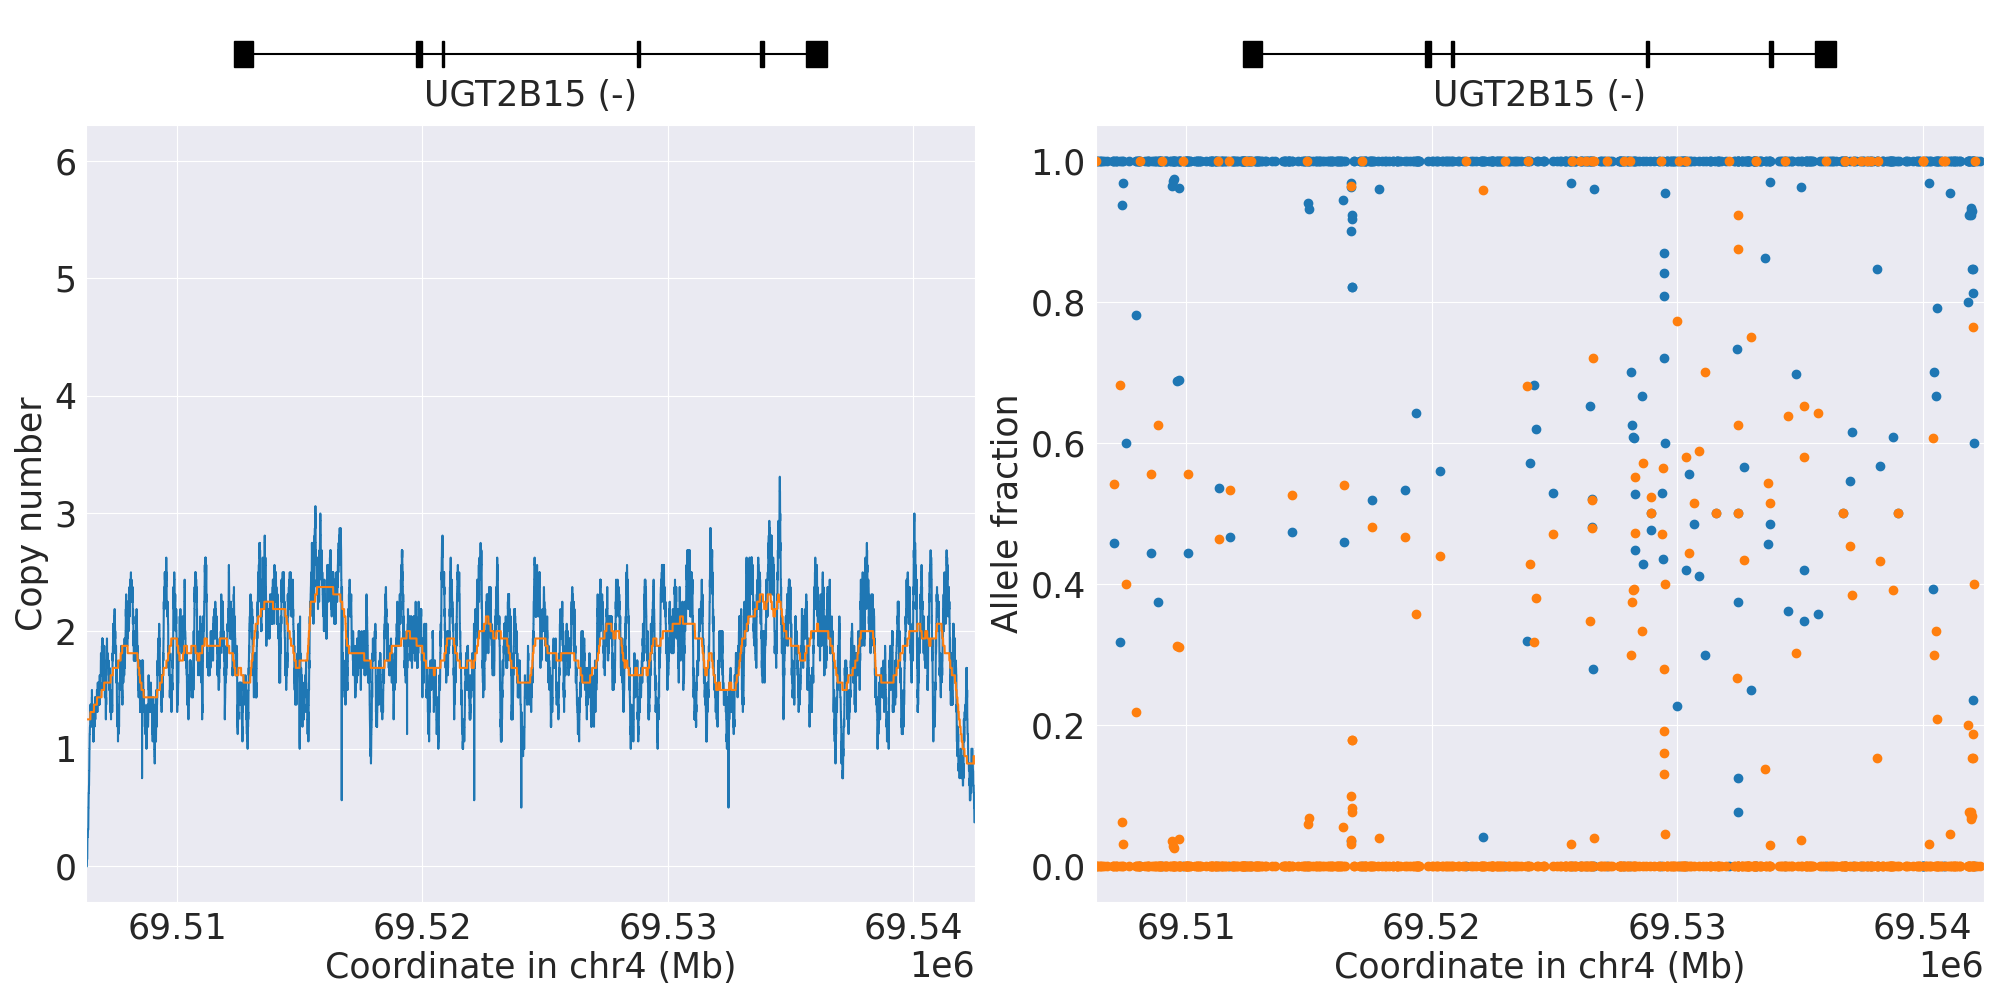 UGT2B15 (-)
6
5
4
3
2
1
0
Copy number
69.51 69.52 69.53 69.54
Coordinate in chr4 (Mb)
1e6
UGT2B15 (-)
1.0
0.8
0.6
0.4
0.2
0.0
Allele fraction
69.51 69.52 69.53 69.54
Coordinate in chr4 (Mb)
1e6